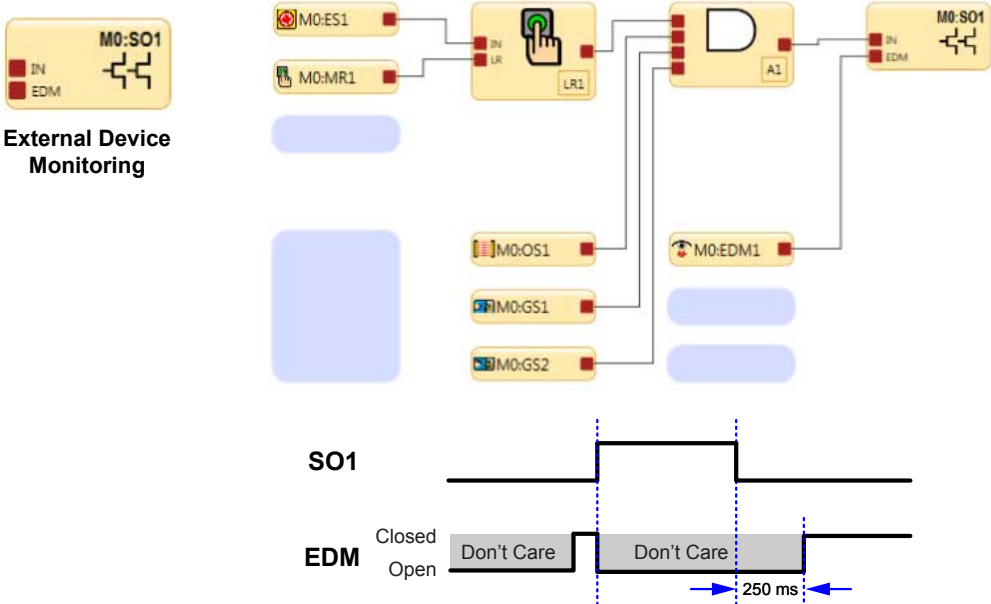 M0:SO1
IN
EDM
External Device
Monitoring
M0:ES1
M0:MR1
IN
LR
LR1
A1
M0:SO1
IN
EDM
M0:OS1
M0:GS1
M0:GS2
M0:EDM1
SO1
EDM
Closed
Open
Don't Care
Don't Care
250 ms